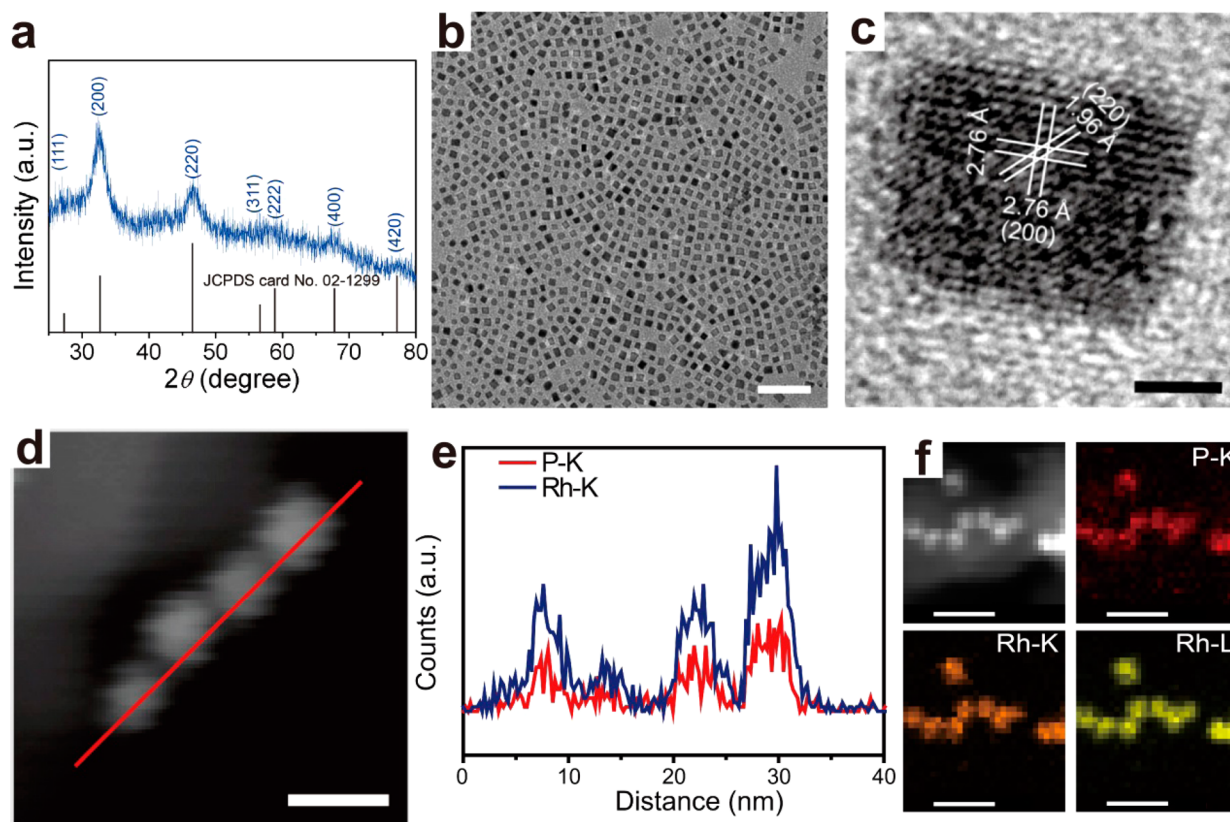 a
(111)
(200)
(220)
(311)
(222)
(400)
(420)
Intensity (a.u.)
JCPDS card No. 02-1299
30 40 50 60 70 80
2θ (degree)
b
c
(220)
1.96 Å
2.76 Å
2.76 Å
(200)
d
e
P-K
Rh-K
Counts (a.u.)
0 10 20 30 40
Distance (nm)
f
P-K
Rh-K
Rh-L